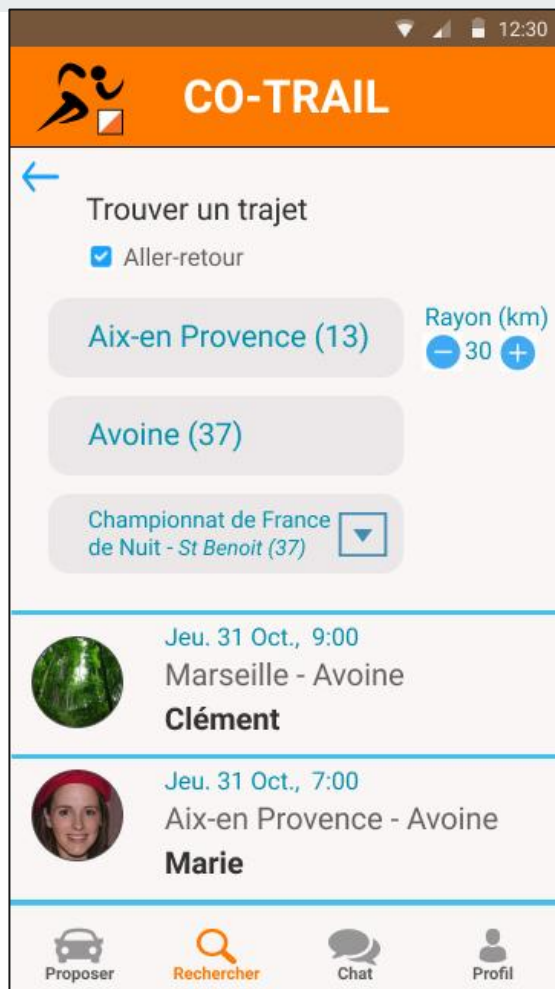 12:30
CO-TRAIL
Trouver un trajet
Aller-retour
Aix-en Provence (13)
Rayon (km)
30
Avoine (37)
Championnat de France
de Nuit - St Benoit (37)
Jeu. 31 Oct., 9:00
Marseille - Avoine
Clément
Jeu. 31 Oct., 7:00
Aix-en Provence - Avoine
Marie
Proposer
Rechercher
Chat
Profil